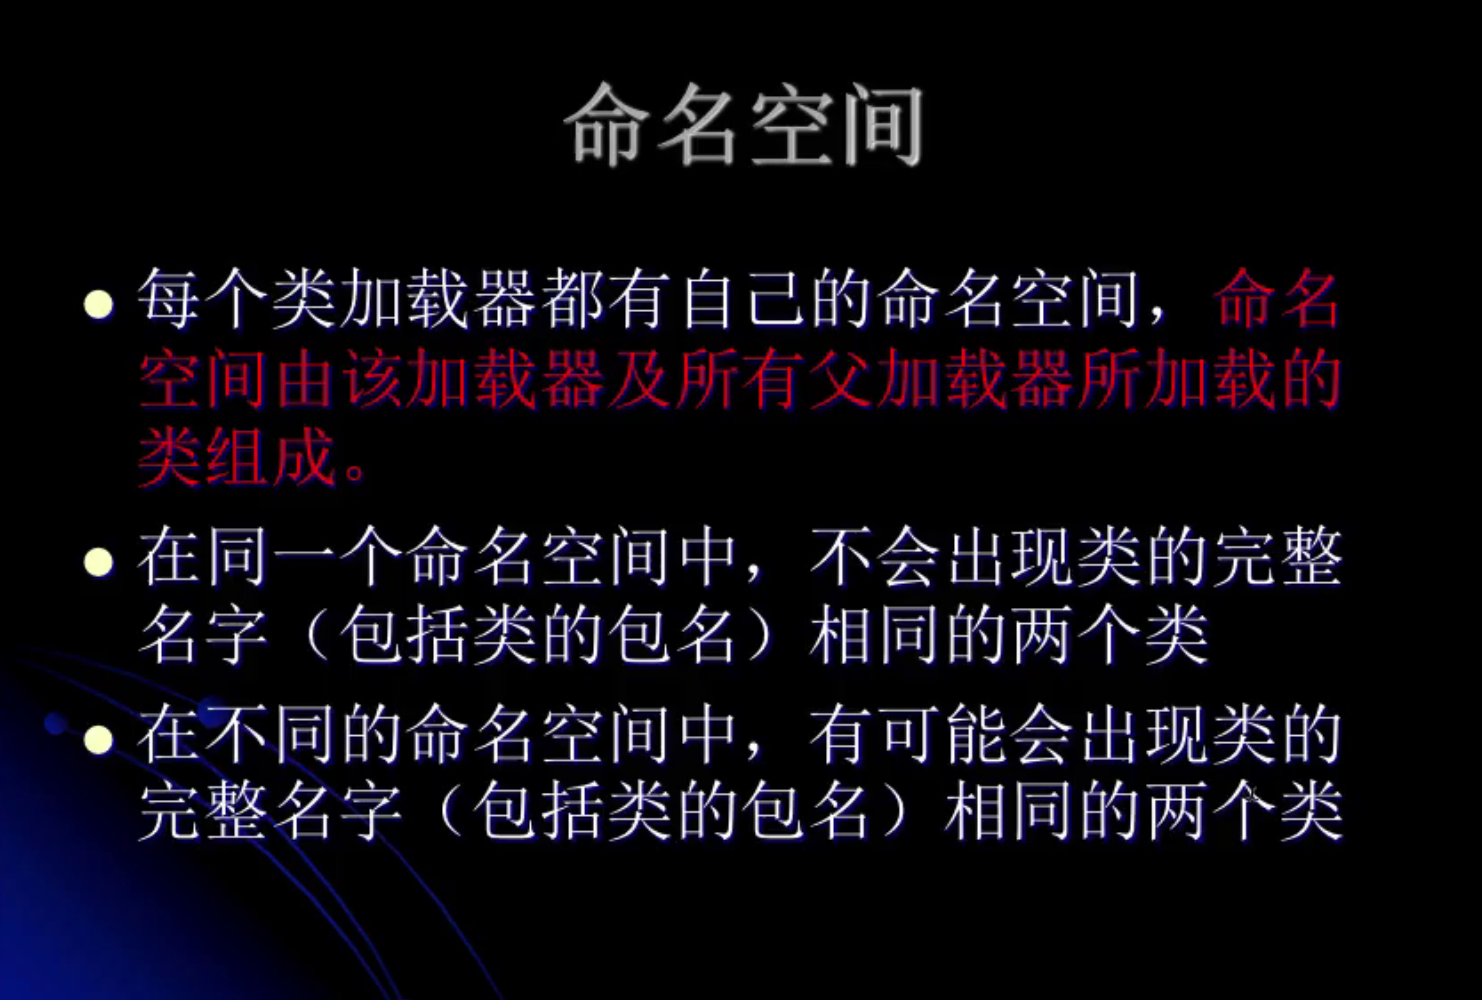 命名空间
每个类加载器都有自己的命名空间，命名
空间由该加载器及所有父加载器所加载的
类组成。
在同一个命名空间中，不会出现类的完整
名字（包括类的包名）相同的两个类
在不同的命名空间中，有可能会出现类的
完整名字（包括类的包名）相同的两个类